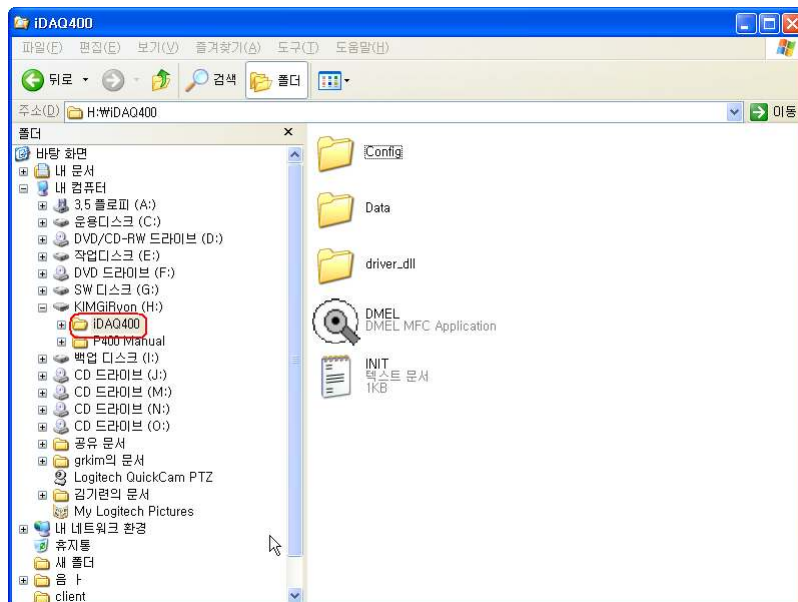 iDAQ400
파일(F) 편집(E) 보기(V) 즐겨찾기(A) 도구(T) 도움말(H)
뒤로 검색 폴더
주소(D) H:₩iDAQ400 이동
폴더 ×
바탕 화면
내 문서
내 컴퓨터
3,5 플로피 (A:)
운용디스크 (C:)
DVD/CD-RW 드라이브 (D:)
작업디스크 (E:)
DVD 드라이브 (F:)
SW디스크 (G:)
KIMGiRyon (H:)
iDAQ400
P400 Manual
백업 디스크 (I:)
CD 드라이브 (J:)
CD 드라이브 (M:)
CD 드라이브 (N:)
CD 드라이브 (O:)
공유 문서
grkim의 문서
Logitech QuickCam PTZ
김기련의 문서
My Logitech Pictures
내 네트워크 환경
휴지통
새 폴더
음 ㅏ
client
Config
Data
driver_dll
DMEL
DMEL MFC Application
INIT
텍스트 문서
1KB